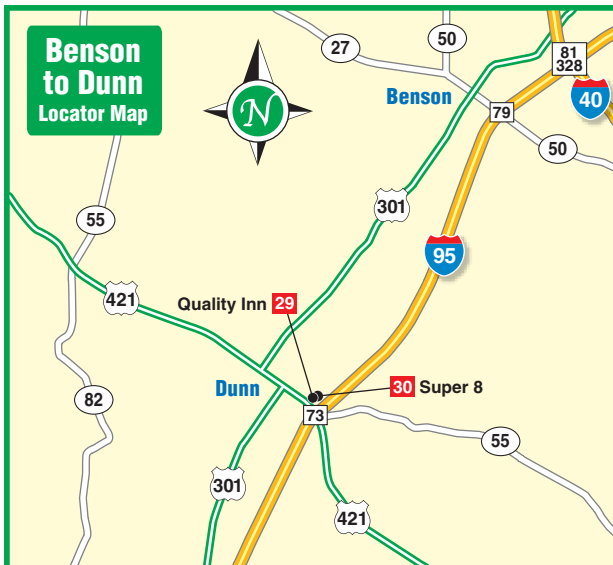 Benson
to Dunn
Locator Map
N
27
50
81
328
40
Benson
79
50
55
301
95
421
Quality Inn 29
Dunn
30 Super 8
82
73
55
301
421